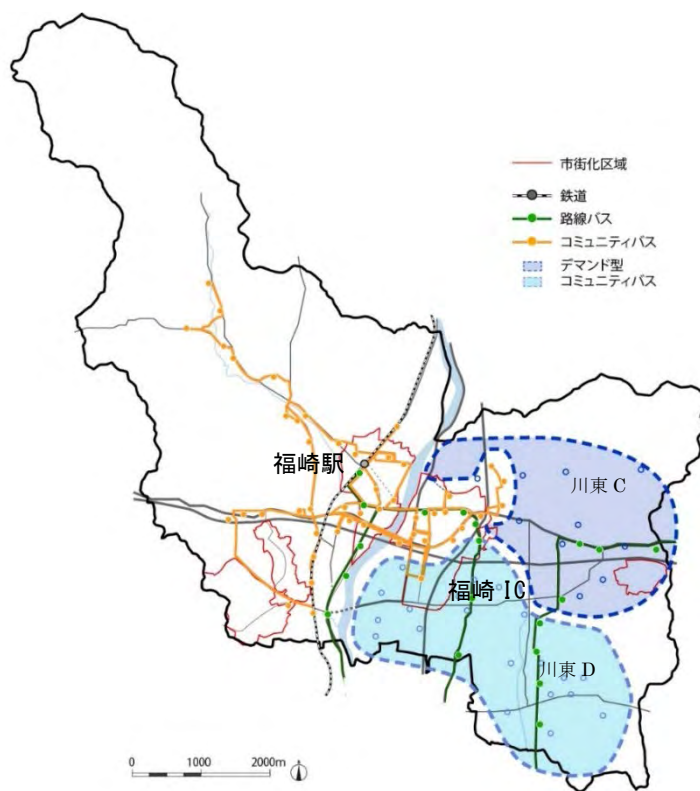 市街化区域
鉄道
路線バス
コミュニティバス
デマンド型
コミュニティバス
福崎駅
川東 C
福崎 IC
川東 D
0 1000 2000m